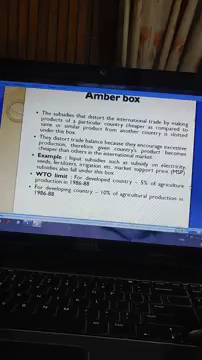 Amber box
The subsidies that distort the international trade by making
products of a particular country cheaper as compared to
same or similar product from another country is slotted
under this box.
They distort trade balance because they encourage excessive
production, therefore given country's product becomes
cheaper than others in the international market
Example : Input subsidies such as subsidy on electricity,
seeds, fertilizers, irrigation etc. market support price (MSP)
subsidies also fall under this box.
WTO limit : For developed country – 5% of agriculture
production in 1986-88
For developing country – 10% of agricultural production in
1986-88.